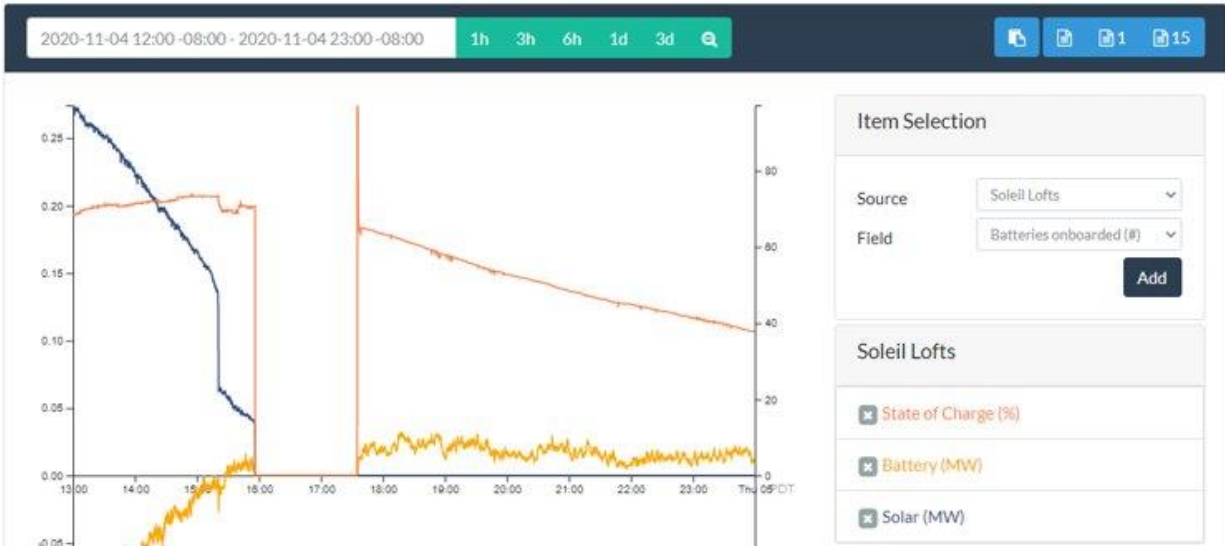 2020-11-04 12:00 -08:00 - 2020-11-04 23:00 -08:00
1h 3h 6h 1d 3d
1 15
Item Selection
Source Soleil Lofts
Field Batteries onboarded (#)
Add
Soleil Lofts
State of Charge (%)
Battery (MW)
Solar (MW)
0.25
0.20
0.15
0.10
0.05
0.00
-0.05
80
60
40
20
0
13:00 14:00 15:00 16:00 17:00 18:00 19:00 20:00 21:00 22:00 23:00 Thu 05 PDT